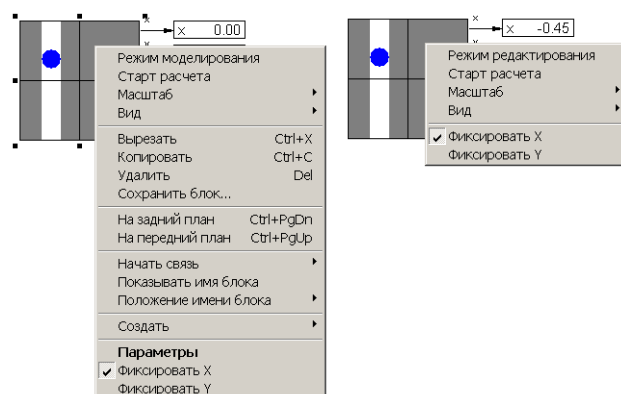 x
x 0.00
x
Режим моделирования
Старт расчета
Масштаб
Вид
Вырезать Ctrl+X
Копировать Ctrl+C
Удалить Del
Сохранить блок...
На задний план Ctrl+PgDn
На передний план Ctrl+PgUp
Начать связь
Показывать имя блока
Положение имени блока
Создать
Параметры
Фиксировать X
Фиксировать Y
x
x -0.45
x
Режим редактирования
Старт расчета
Масштаб
Вид
Фиксировать X
Фиксировать Y